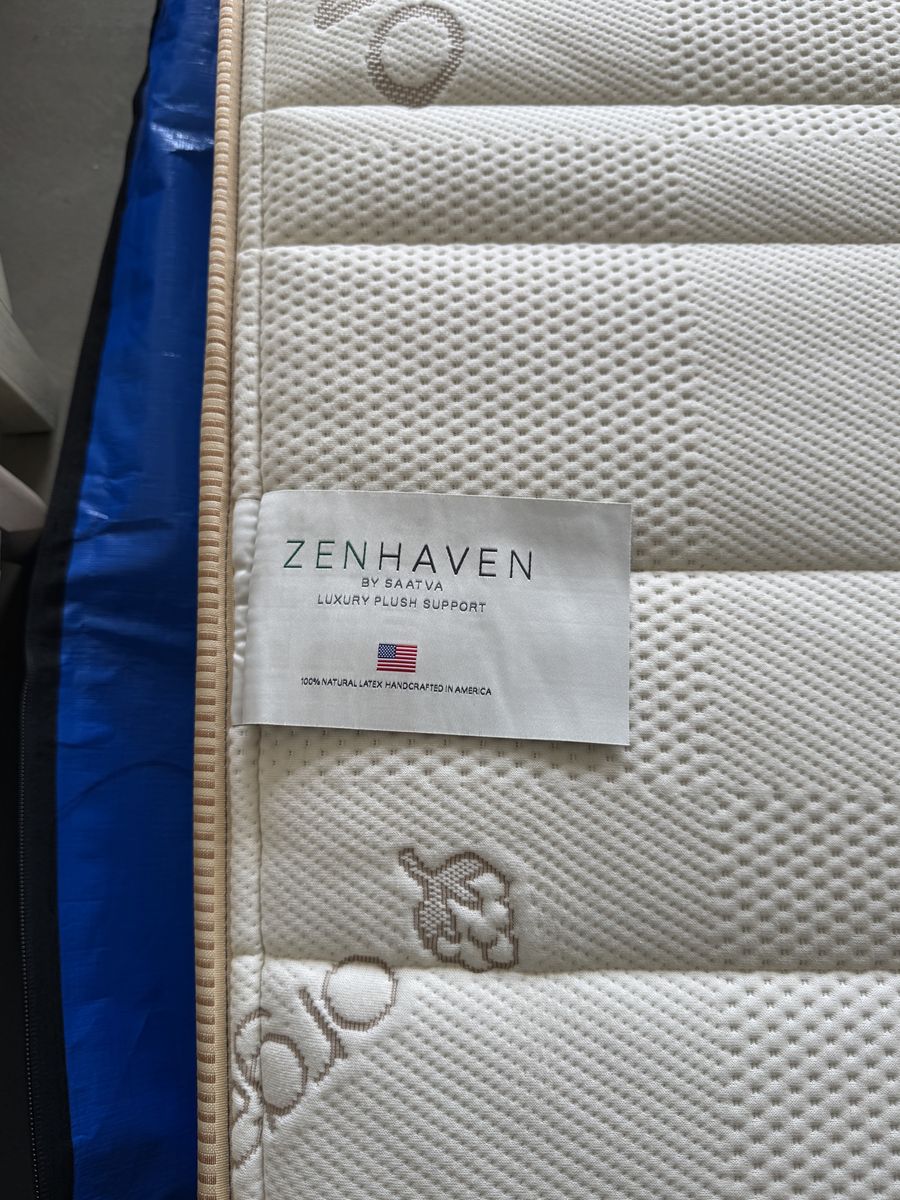 ZENHAVEN
BY SAATVA
LUXURY PLUSH SUPPORT
100% NATURAL LATEX HANDCRAFTED IN AMERICA